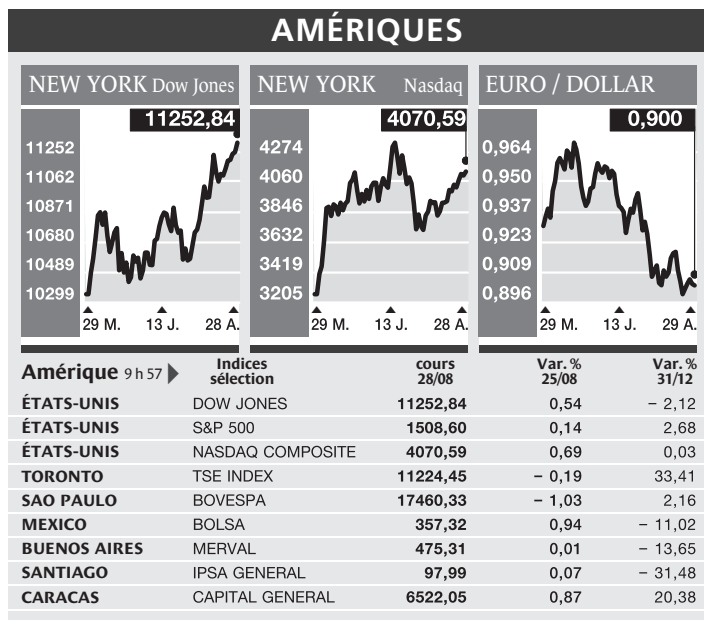 AMÉRIQUES
NEW YORK Dow Jones
11252,84
11252
11062
10871
10680
10489
10299
29 M. 13 J. 28 A.
NEW YORK Nasdaq
4070,59
4274
4060
3846
3632
3419
3205
29 M. 13 J. 28 A.
EURO / DOLLAR
0,900
0,964
0,950
0,937
0,923
0,909
0,896
29 M. 13 J. 29 A.
Amérique 9 h 57 Indices sélection cours 28/08 Var. % 25/08 Var. % 31/12
ÉTATS-UNIS DOW JONES 11252,84 0,54 – 2,12
ÉTATS-UNIS S&P 500 1508,60 0,14 2,68
ÉTATS-UNIS NASDAQ COMPOSITE 4070,59 0,69 0,03
TORONTO TSE INDEX 11224,45 – 0,19 33,41
SAO PAULO BOVESPA 17460,33 – 1,03 2,16
MEXICO BOLSA 357,32 0,94 – 11,02
BUENOS AIRES MERVAL 475,31 0,01 – 13,65
SANTIAGO IPSA GENERAL 97,99 0,07 – 31,48
CARACAS CAPITAL GENERAL 6522,05 0,87 20,38